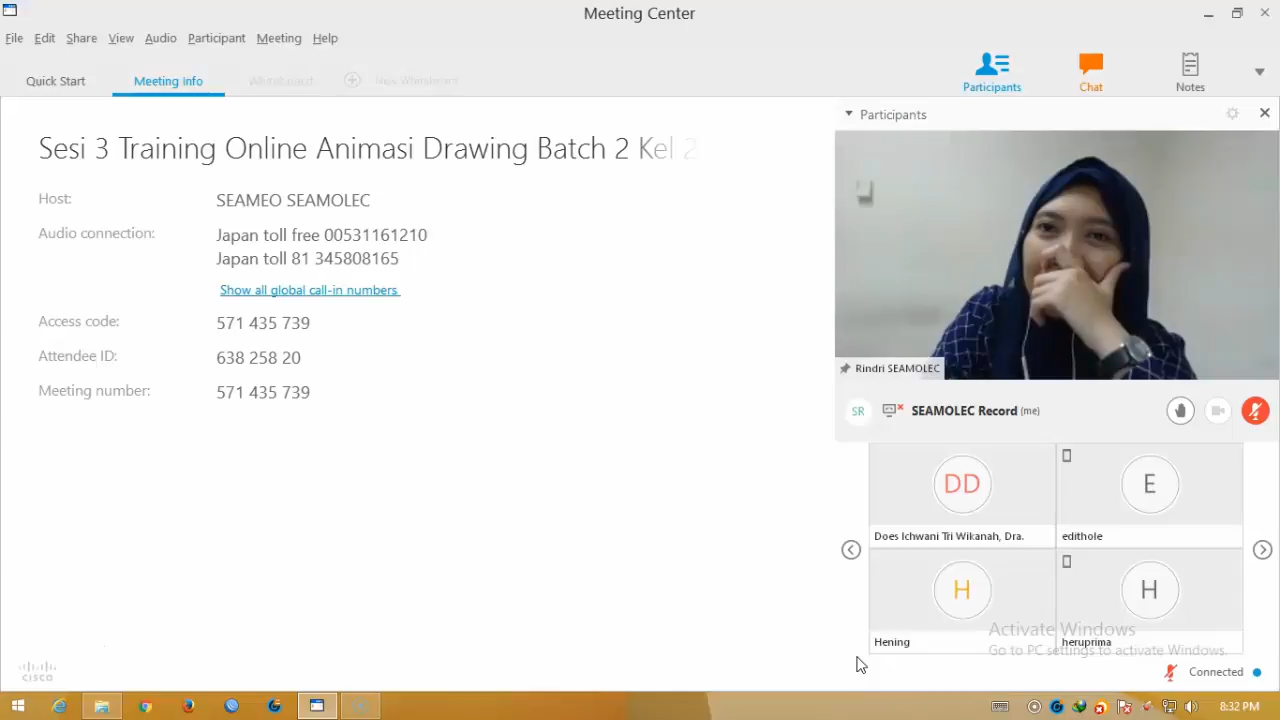 Meeting Center
File Edit Share View Audio Participant Meeting Help
Quick Start Meeting Info Whiteboard New Whiteboard
Participants Chat Notes
Sesi 3 Training Online Animasi Drawing Batch 2 Kel 2
Host: SEAMEO SEAMOLEC
Audio connection: Japan toll free 00531161210
Japan toll 81 345808165
Show all global call-in numbers
Access code: 571 435 739
Attendee ID: 638 258 20
Meeting number: 571 435 739
cisco
Participants
Rindri SEAMOLEC
SR SEAMOLEC Record (me)
DD E
Does Ichwani Tri Wikanah, Dra. edithole
H H
Hening heruprima
Activate Windows
Go to PC settings to activate Windows.
Connected
8:32 PM